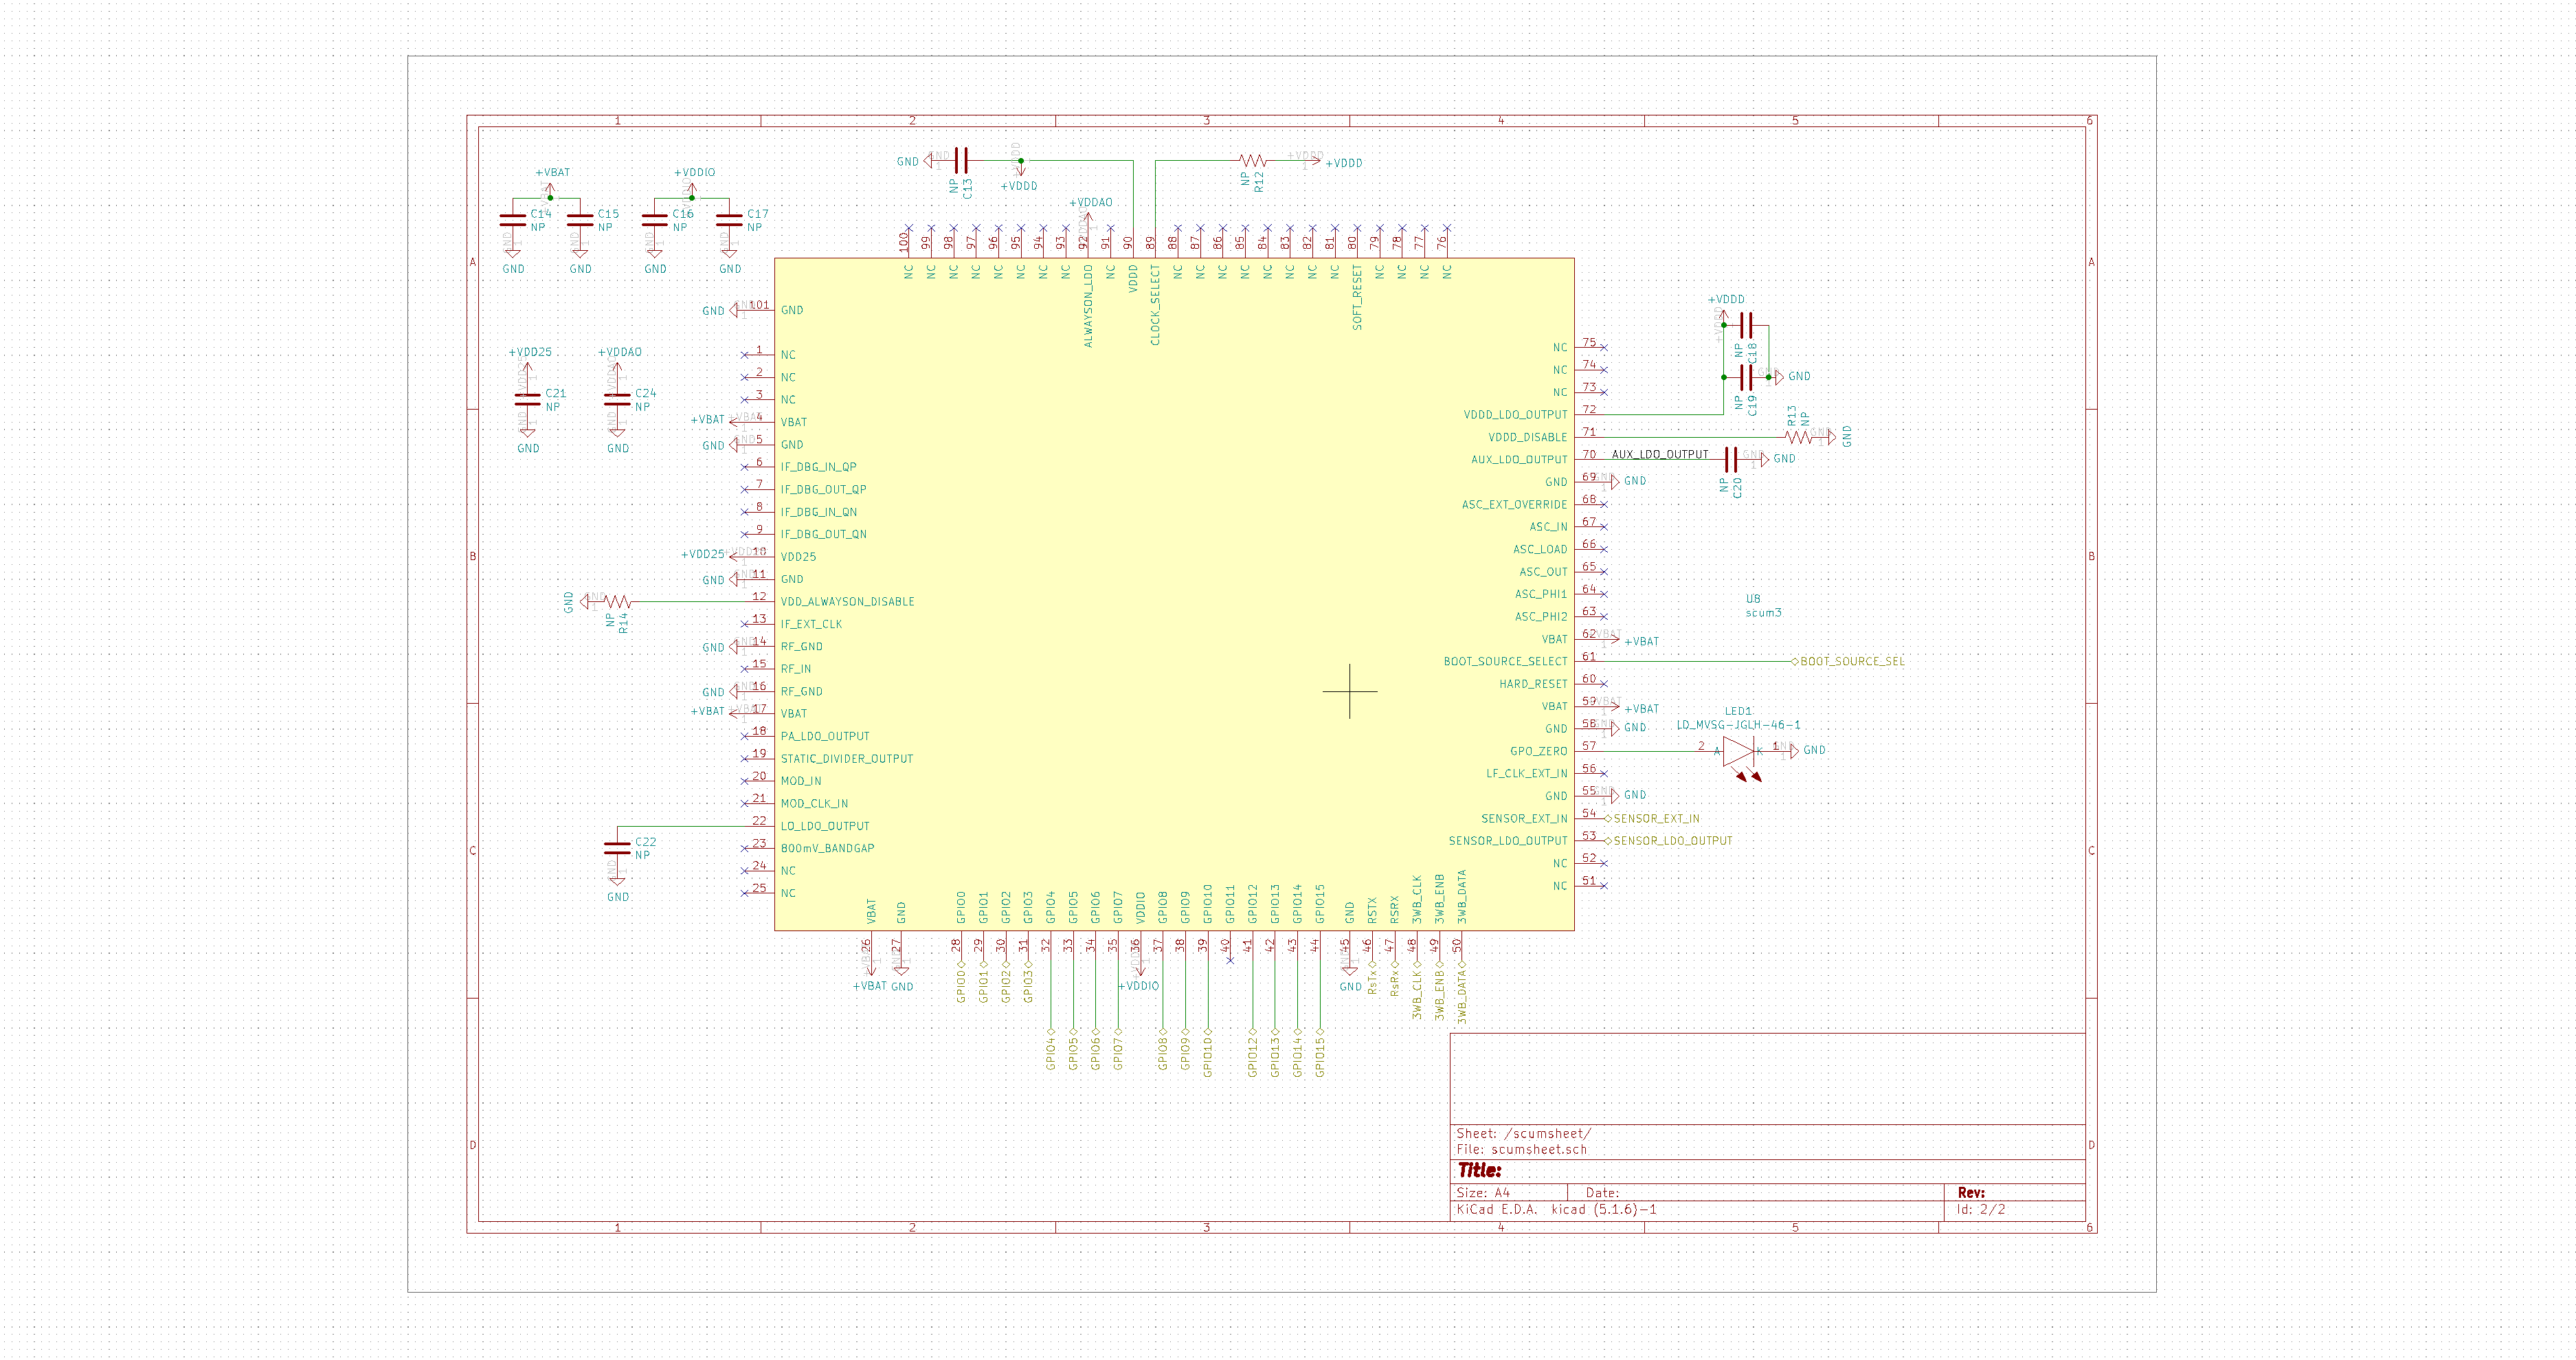 1 2 3 4 5 6
GND NP C13 +VDDD
NP R12 +VDDD
+VBAT +VDDIO
C14 NP C15 NP C16 NP C17 NP
GND GND GND GND
+VDDAO
100 99 98 97 96 95 94 93 92 91 90 89 88 87 86 85 84 83 82 81 80 79 78 77 76
NC NC NC NC NC NC NC NC ALWAYSON_LDO NC VDDD CLOCK_SELECT NC NC NC NC NC NC NC NC SOFT_RESET NC NC NC NC
A A
GND 101 GND
+VDD25 +VDDAO
C21 NP C24 NP
GND GND
1 NC
2 NC
3 NC
+VBAT 4 VBAT
GND 5 GND
6 IF_DBG_IN_QP
7 IF_DBG_OUT_QP
8 IF_DBG_IN_QN
9 IF_DBG_OUT_QN
+VDD25 10 VDD25
GND 11 GND
GND NP R14 12 VDD_ALWAYSON_DISABLE
13 IF_EXT_CLK
GND 14 RF_GND
15 RF_IN
GND 16 RF_GND
+VBAT 17 VBAT
18 PA_LDO_OUTPUT
19 STATIC_DIVIDER_OUTPUT
20 MOD_IN
21 MOD_CLK_IN
22 LO_LDO_OUTPUT
C22 NP GND
23 800mV_BANDGAP
24 NC
25 NC
+VDDD
NP C18
NP C19 GND
NC 75
NC 74
NC 73
VDDD_LDO_OUTPUT 72
VDDD_DISABLE 71 R13 NP GND
AUX_LDO_OUTPUT 70 AUX_LDO_OUTPUT NP C20 GND
GND 69 GND
ASC_EXT_OVERRIDE 68
ASC_IN 67
ASC_LOAD 66
ASC_OUT 65
ASC_PHI1 64
ASC_PHI2 63
U8
scum3
VBAT 62 +VBAT
BOOT_SOURCE_SELECT 61 BOOT_SOURCE_SEL
HARD_RESET 60
VBAT 59 +VBAT
GND 58 GND
LED1
LD_MVSG-JGLH-46-1
GPO_ZERO 57 2 A K 1 GND
LF_CLK_EXT_IN 56
GND 55 GND
SENSOR_EXT_IN 54 SENSOR_EXT_IN
SENSOR_LDO_OUTPUT 53 SENSOR_LDO_OUTPUT
NC 52
NC 51
B B
C C
VBAT GND GPIO0 GPIO1 GPIO2 GPIO3 GPIO4 GPIO5 GPIO6 GPIO7 VDDIO GPIO8 GPIO9 GPIO10 GPIO11 GPIO12 GPIO13 GPIO14 GPIO15 GND RSTX RSRX 3WB_CLK 3WB_ENB 3WB_DATA
26 27 28 29 30 31 32 33 34 35 36 37 38 39 40 41 42 43 44 45 46 47 48 49 50
+VBAT GND GPIO0 GPIO1 GPIO2 GPIO3 +VDDIO GND RsTx RsRx 3WB_CLK 3WB_ENB 3WB_DATA
GPIO4 GPIO5 GPIO6 GPIO7 GPIO8 GPIO9 GPIO10 GPIO12 GPIO13 GPIO14 GPIO15
D D
Sheet: /scumsheet/
File: scumsheet.sch
Title:
Size: A4 Date: Rev:
KiCad E.D.A. kicad (5.1.6)-1 Id: 2/2
1 2 3 4 5 6